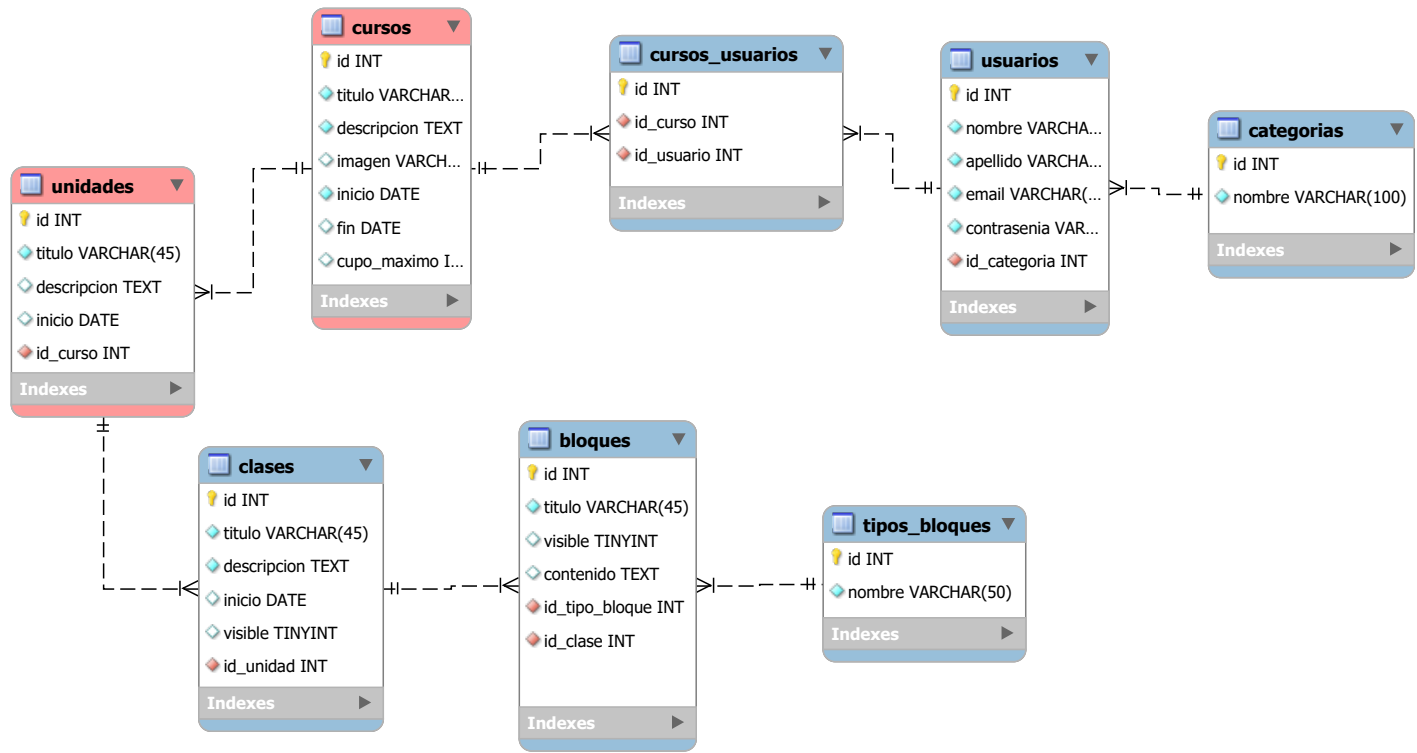 cursos
id INT
titulo VARCHAR...
descripcion TEXT
imagen VARCH...
inicio DATE
fin DATE
cupo_maximo I...
Indexes
cursos_usuarios
id INT
id_curso INT
id_usuario INT
Indexes
usuarios
id INT
nombre VARCHA...
apellido VARCHA...
email VARCHAR(...
contrasenia VAR...
id_categoria INT
Indexes
categorias
id INT
nombre VARCHAR(100)
Indexes
unidades
id INT
titulo VARCHAR(45)
descripcion TEXT
inicio DATE
id_curso INT
Indexes
clases
id INT
titulo VARCHAR(45)
descripcion TEXT
inicio DATE
visible TINYINT
id_unidad INT
Indexes
bloques
id INT
titulo VARCHAR(45)
visible TINYINT
contenido TEXT
id_tipo_bloque INT
id_clase INT
Indexes
tipos_bloques
id INT
nombre VARCHAR(50)
Indexes